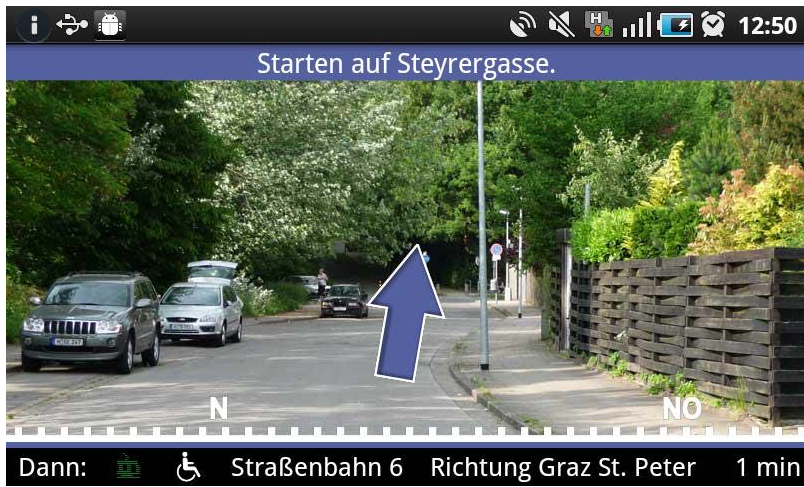 12:50
Starten auf Steyrergasse.
N NO
Dann: Straßenbahn 6 Richtung Graz St. Peter 1 min